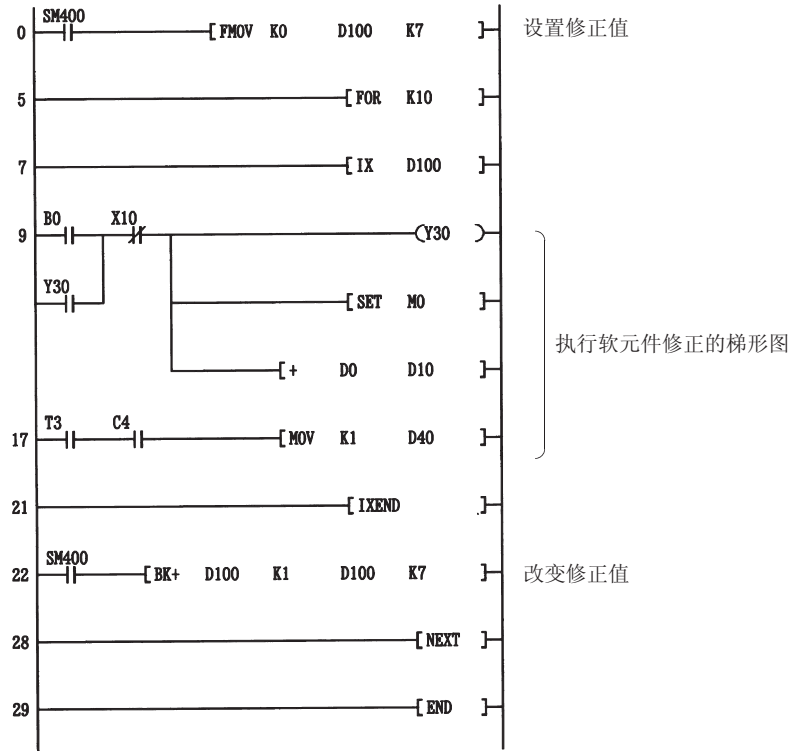 SM400
0 FMOV K0 D100 K7 设置修正值
5 FOR K10
7 IX D100
B0 X10
9 Y30
Y30
SET M0
执行软元件修正的梯形图
+ D0 D10
T3 C4
17 MOV K1 D40
21 IXEND
SM400
22 BK+ D100 K1 D100 K7 改变修正值
28 NEXT
29 END